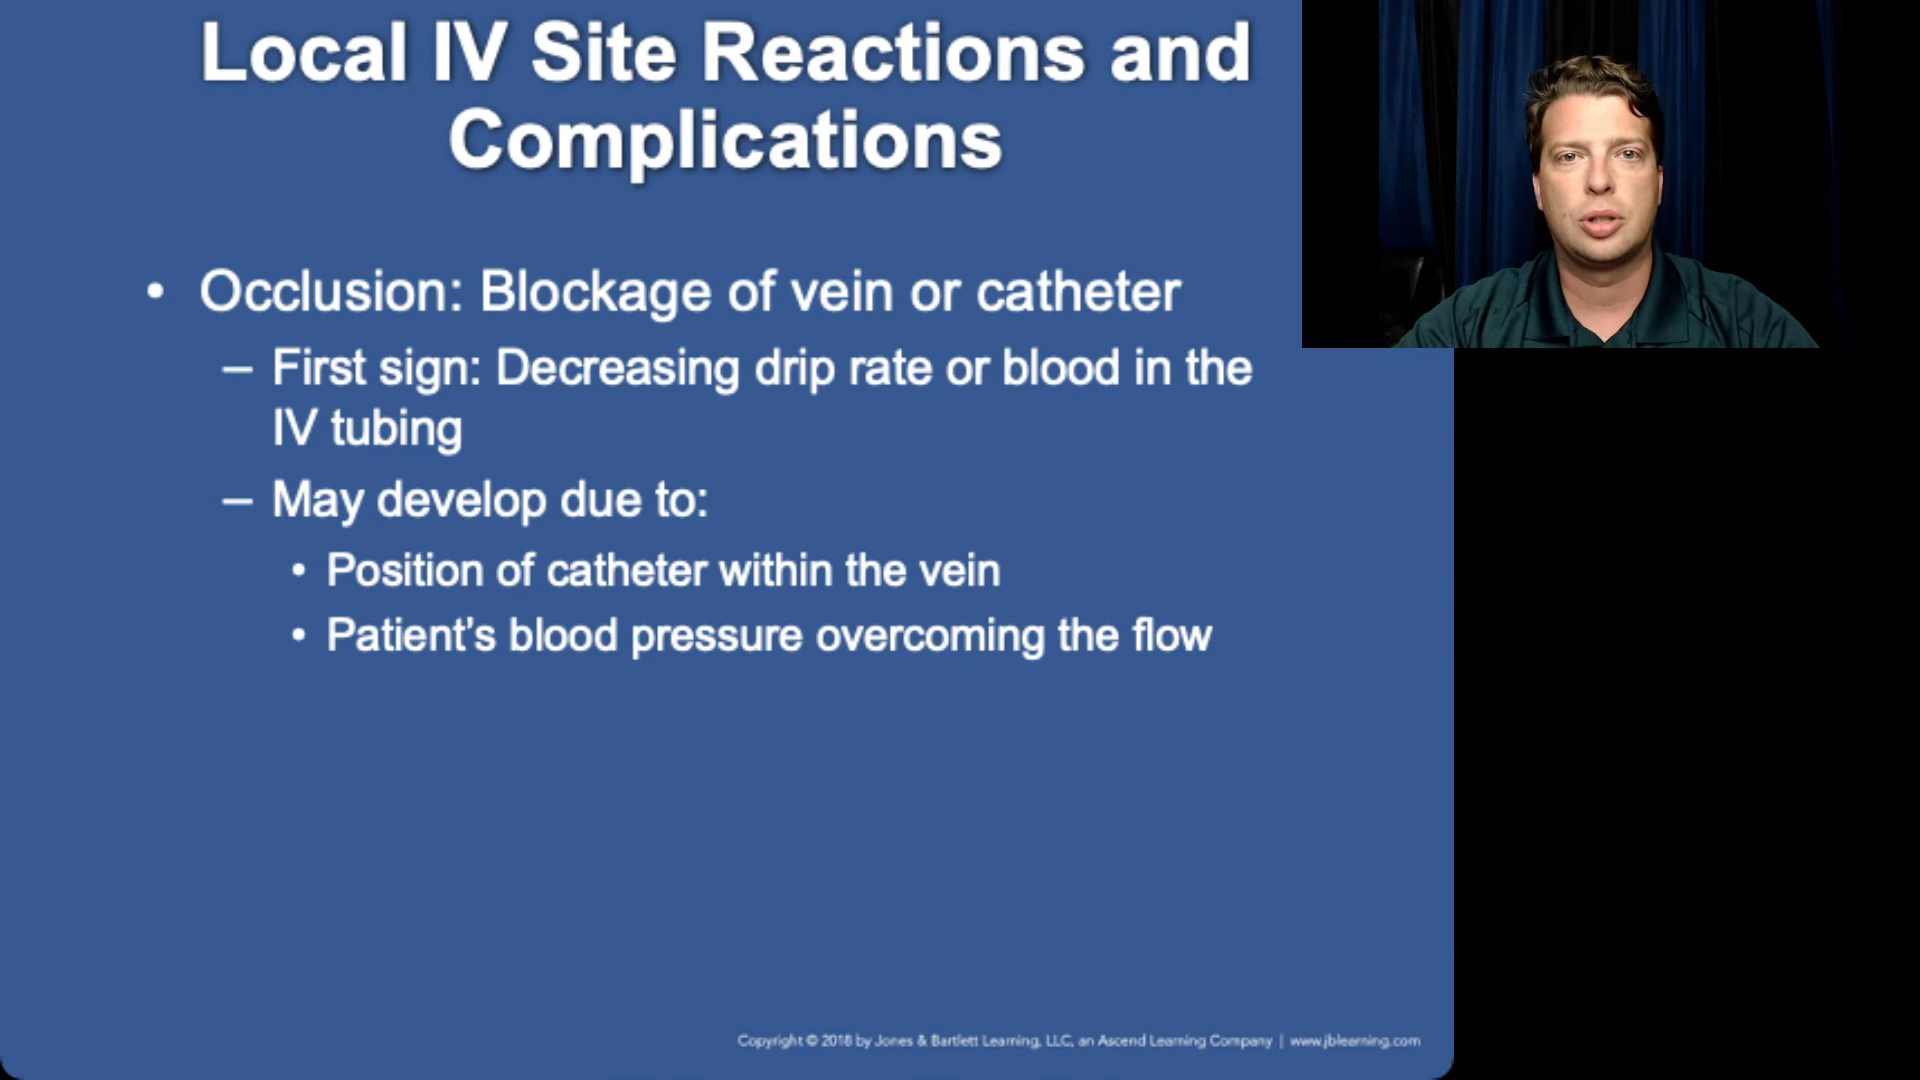 Local IV Site Reactions and
Complications
• Occlusion: Blockage of vein or catheter
– First sign: Decreasing drip rate or blood in the
IV tubing
– May develop due to:
• Position of catheter within the vein
• Patient's blood pressure overcoming the flow
Copyright © 2018 by Jones & Bartlett Learning, LLC, an Ascend Learning Company | www.jblearning.com